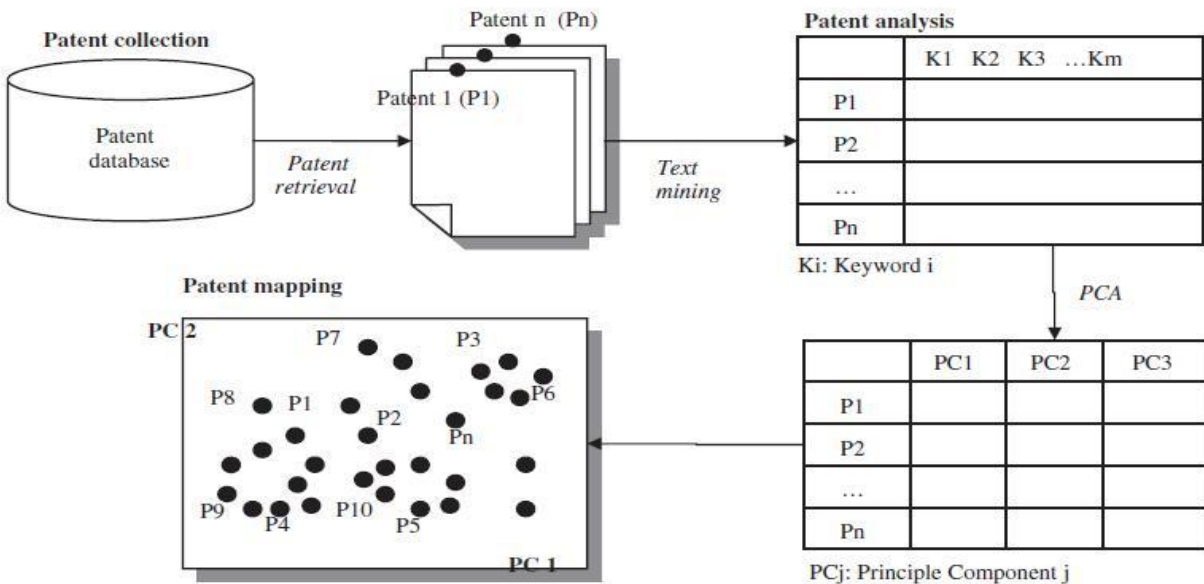 Patent collection
Patent
database
Patent
retrieval
Patent n (Pn)
Patent 1 (P1)
Text
mining
Patent analysis
K1 K2 K3 …Km
P1
P2
…
Pn
Ki: Keyword i
PCA
PC1 PC2 PC3
P1
P2
…
Pn
PCj: Principle Component j
Patent mapping
PC 2
P7 P3
P6
P8 P1
P2
Pn
P9 P4 P10 P5
PC 1